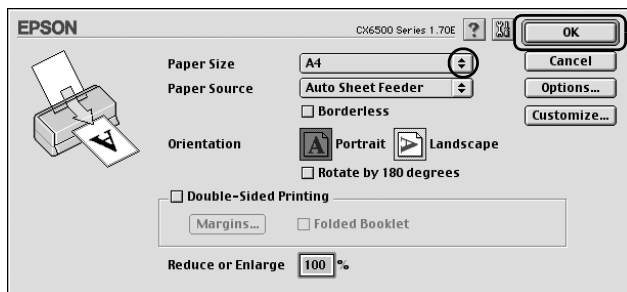 EPSON CX6500 Series 1.70E ? OK
Paper Size A4 Cancel
Paper Source Auto Sheet Feeder Options...
Borderless Customize...
Orientation A Portrait A Landscape
Rotate by 180 degrees
Double-Sided Printing
Margins... Folded Booklet
Reduce or Enlarge 100 %
A